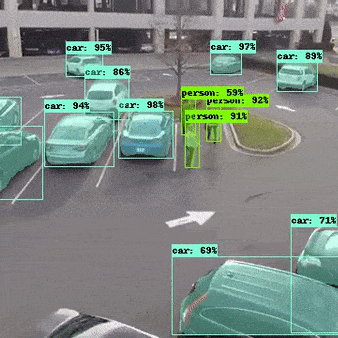 car: 95%
car: 97%
car: 89%
car: 86%
person: 59%
person: 92%
car: 94%
car: 98%
person: 91%
car: 71%
car: 69%